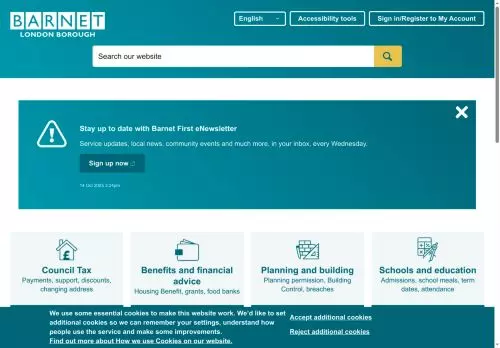 BARNET
LONDON BOROUGH
English
Accessibility tools
Sign in/Register to My Account
Search our website
Stay up to date with Barnet First eNewsletter
Service updates, local news, community events and much more, in your inbox, every Wednesday.
Sign up now
Council Tax
Payments, support, discounts,
changing address
Benefits and financial
advice
Housing Benefit, grants, food banks
Planning and building
Planning permission, Building
Control, breaches
Schools and education
Admissions, school meals, term
dates, attendance
We use some essential cookies to make this website work. We'd like to set
additional cookies so we can remember your settings, understand how
people use the service and make some improvements.
Find out more about How we use Cookies on our website.
Accept additional cookies
Reject additional cookies